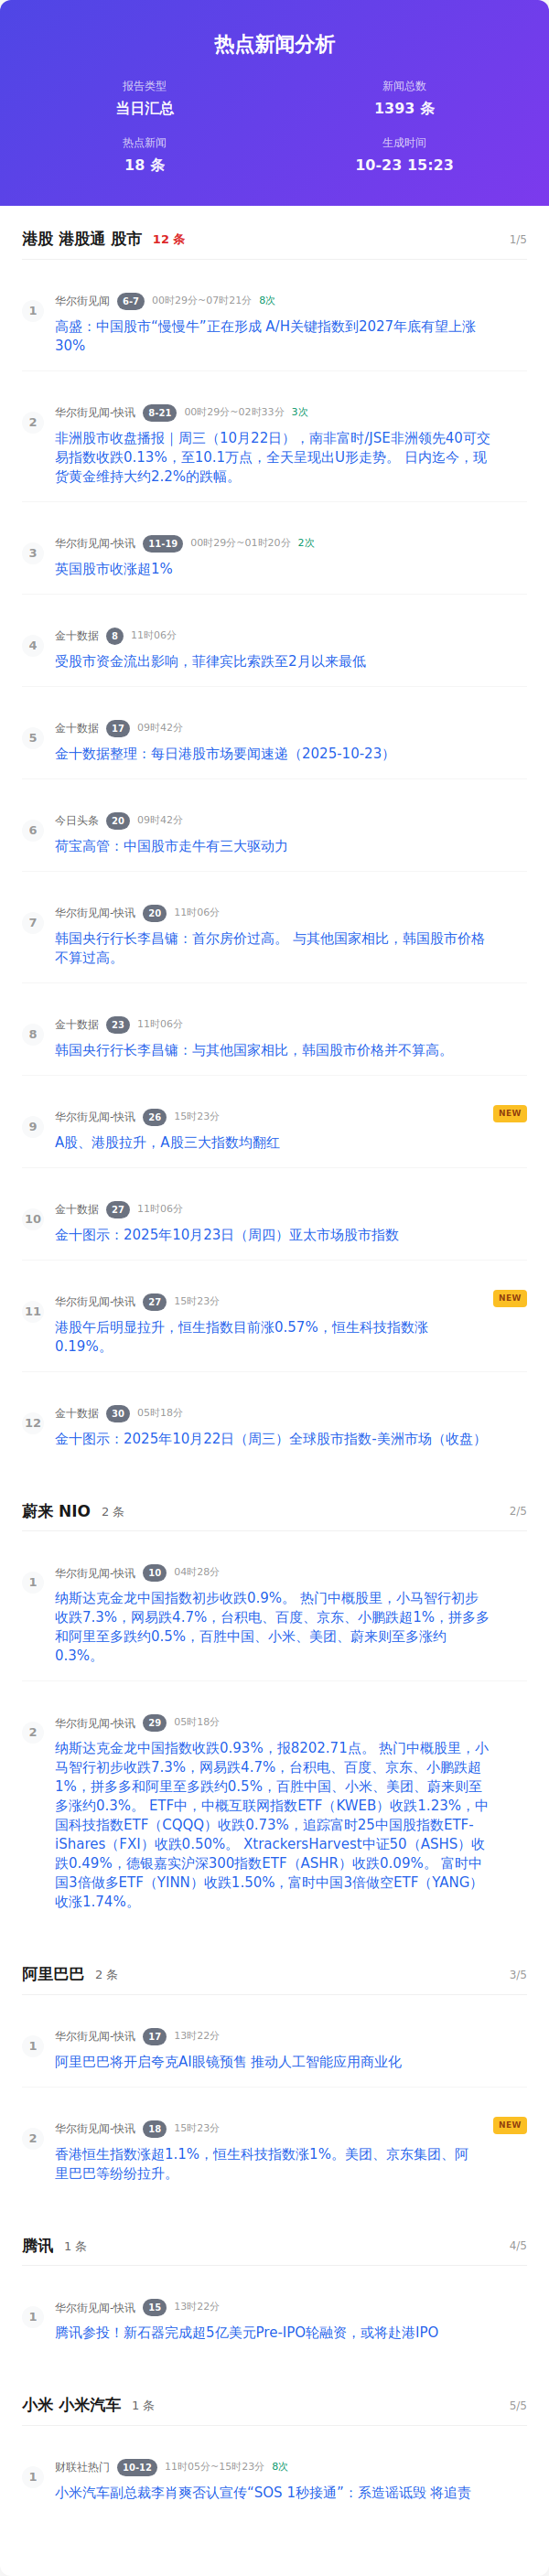 热点新闻分析
报告类型
当日汇总
新闻总数
1393 条
热点新闻
18 条
生成时间
10-23 15:23
港股 港股通 股市 12 条 1/5
1
华尔街见闻 6-7 00时29分~07时21分 8次
高盛：中国股市“慢慢牛”正在形成 A/H关键指数到2027年底有望上涨
30%
2
华尔街见闻-快讯 8-21 00时29分~02时33分 3次
非洲股市收盘播报｜周三（10月22日），南非富时/JSE非洲领先40可交
易指数收跌0.13%，至10.1万点，全天呈现出U形走势。 日内迄今，现
货黄金维持大约2.2%的跌幅。
3
华尔街见闻-快讯 11-19 00时29分~01时20分 2次
英国股市收涨超1%
4
金十数据 8 11时06分
受股市资金流出影响，菲律宾比索跌至2月以来最低
5
金十数据 17 09时42分
金十数据整理：每日港股市场要闻速递（2025-10-23）
6
今日头条 20 09时42分
荷宝高管：中国股市走牛有三大驱动力
7
华尔街见闻-快讯 20 11时06分
韩国央行行长李昌镛：首尔房价过高。 与其他国家相比，韩国股市价格
不算过高。
8
金十数据 23 11时06分
韩国央行行长李昌镛：与其他国家相比，韩国股市价格并不算高。
9
华尔街见闻-快讯 26 15时23分 NEW
A股、港股拉升，A股三大指数均翻红
10
金十数据 27 11时06分
金十图示：2025年10月23日（周四）亚太市场股市指数
11
华尔街见闻-快讯 27 15时23分 NEW
港股午后明显拉升，恒生指数目前涨0.57%，恒生科技指数涨
0.19%。
12
金十数据 30 05时18分
金十图示：2025年10月22日（周三）全球股市指数-美洲市场（收盘）
蔚来 NIO 2 条 2/5
1
华尔街见闻-快讯 10 04时28分
纳斯达克金龙中国指数初步收跌0.9%。 热门中概股里，小马智行初步
收跌7.3%，网易跌4.7%，台积电、百度、京东、小鹏跌超1%，拼多多
和阿里至多跌约0.5%，百胜中国、小米、美团、蔚来则至多涨约
0.3%。
2
华尔街见闻-快讯 29 05时18分
纳斯达克金龙中国指数收跌0.93%，报8202.71点。 热门中概股里，小
马智行初步收跌7.3%，网易跌4.7%，台积电、百度、京东、小鹏跌超
1%，拼多多和阿里至多跌约0.5%，百胜中国、小米、美团、蔚来则至
多涨约0.3%。 ETF中，中概互联网指数ETF（KWEB）收跌1.23%，中
国科技指数ETF（CQQQ）收跌0.73%，追踪富时25中国股指数ETF-
iShares（FXI）收跌0.50%。 XtrackersHarvest中证50（ASHS）收
跌0.49%，德银嘉实沪深300指数ETF（ASHR）收跌0.09%。 富时中
国3倍做多ETF（YINN）收跌1.50%，富时中国3倍做空ETF（YANG）
收涨1.74%。
阿里巴巴 2 条 3/5
1
华尔街见闻-快讯 17 13时22分
阿里巴巴将开启夸克AI眼镜预售 推动人工智能应用商业化
2
华尔街见闻-快讯 18 15时23分 NEW
香港恒生指数涨超1.1%，恒生科技指数涨1%。美团、京东集团、阿
里巴巴等纷纷拉升。
腾讯 1 条 4/5
1
华尔街见闻-快讯 15 13时22分
腾讯参投！新石器完成超5亿美元Pre-IPO轮融资，或将赴港IPO
小米 小米汽车 1 条 5/5
1
财联社热门 10-12 11时05分~15时23分 8次
小米汽车副总裁李肖爽否认宣传“SOS 1秒接通”：系造谣诋毁 将追责